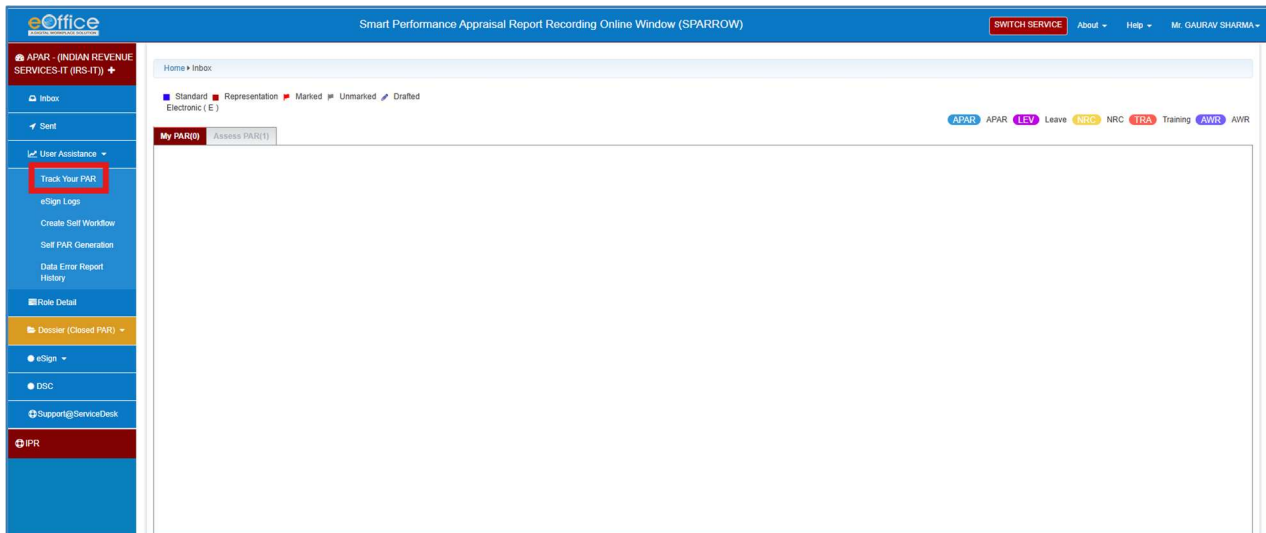 eOffice
A DIGITAL WORKPLACE SOLUTION
Smart Performance Appraisal Report Recording Online Window (SPARROW)
SWITCH SERVICE About Help Mr. GAURAV SHARMA
APAR - (INDIAN REVENUE
SERVICES-IT (IRS-IT)) +
Inbox
Sent
User Assistance
Track Your PAR
eSign Logs
Create Self Workflow
Self PAR Generation
Data Error Report
History
Role Detail
Dossier (Closed PAR)
eSign
DSC
Support@ServiceDesk
IPR
Home Inbox
Standard Representation Marked Unmarked Drafted
Electronic ( E )
APAR APAR LEV Leave NRC NRC TRA Training AWR AWR
My PAR(0) Assess PAR(1)